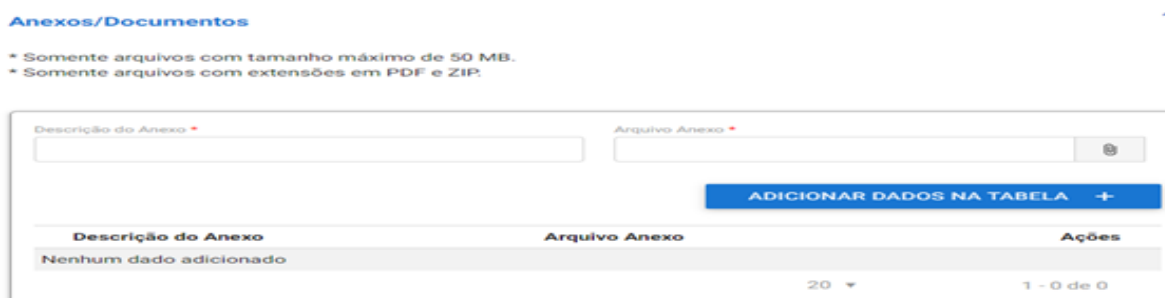 Anexos/Documentos
* Somente arquivos com tamanho máximo de 50 MB.
* Somente arquivos com extensões em PDF e ZIP.
Descrição do Anexo * Arquivo Anexo *
ADICIONAR DADOS NA TABELA +
Descrição do Anexo Arquivo Anexo Ações
Nenhum dado adicionado
20 1 - 0 de 0